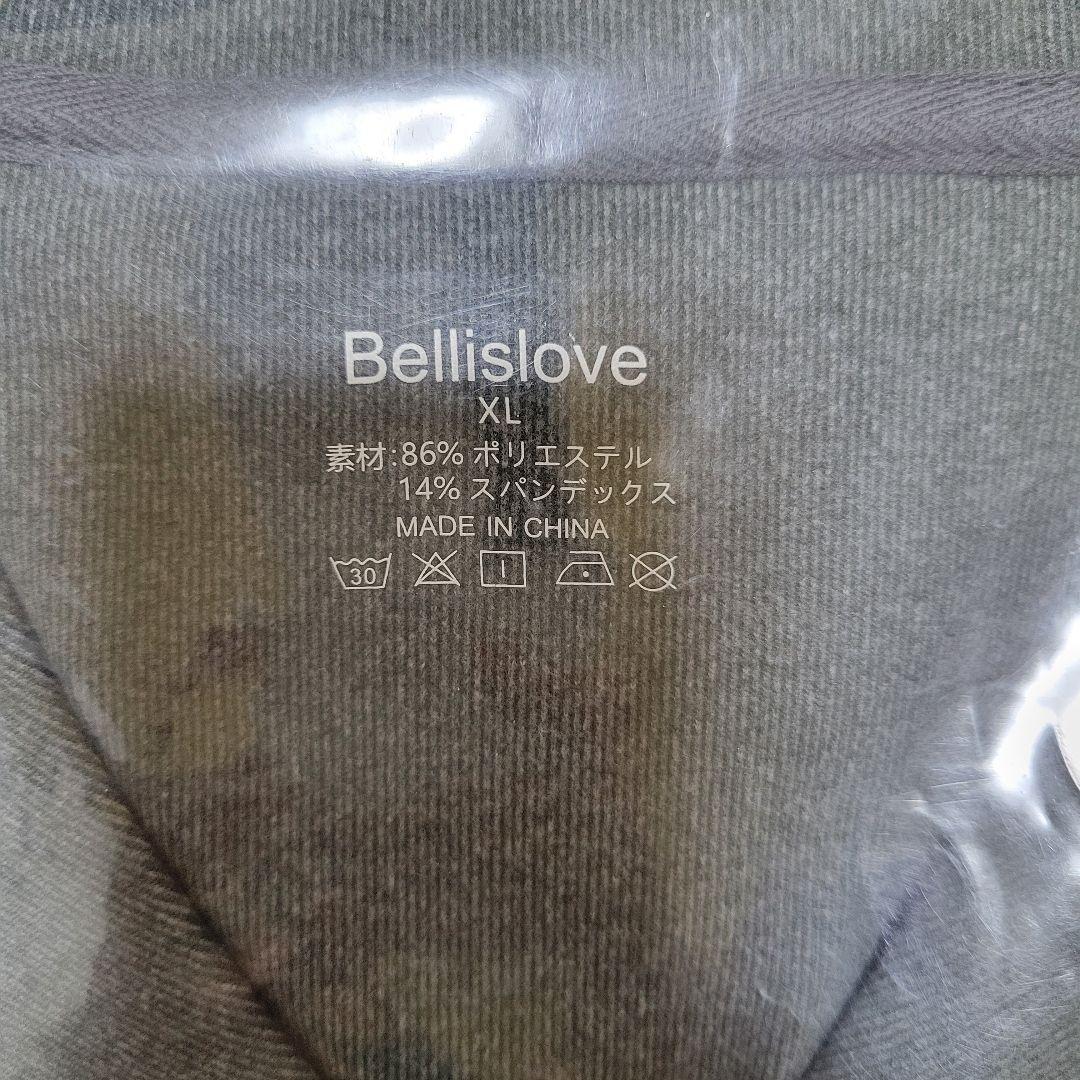 Bellislove
XL
素材:86% ポリエステル
14% スパンデックス
MADE IN CHINA
30